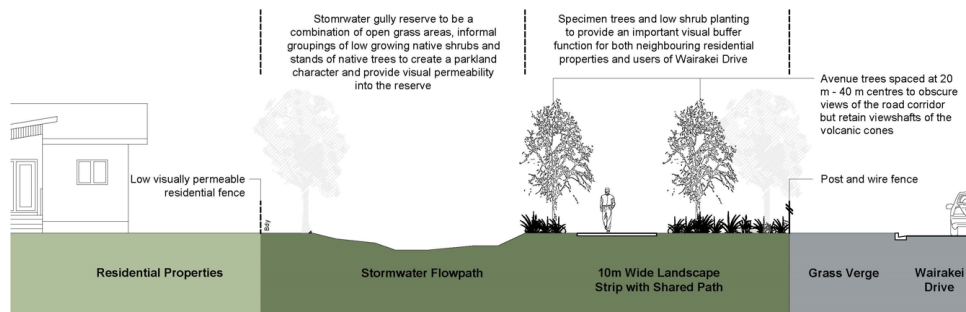 Stomrwater gully reserve to be a
combination of open grass areas, informal
groupings of low growing native shrubs and
stands of native trees to create a parkland
character and provide visual permeability
into the reserve
Specimen trees and low shrub planting
to provide an important visual buffer
function for both neighbouring residential
properties and users of Wairakei Drive
Avenue trees spaced at 20
m - 40 m centres to obscure
views of the road corridor
but retain viewshafts of the
volcanic cones
Low visually permeable
residential fence
Post and wire fence
Bdy
Residential Properties
Stormwater Flowpath
10m Wide Landscape
Strip with Shared Path
Grass Verge
Wairakei
Drive